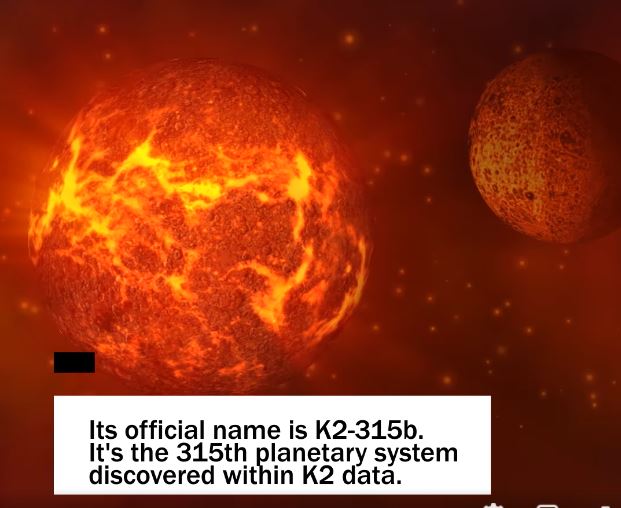 Its official name is K2-315b.
It's the 315th planetary system
discovered within K2 data.